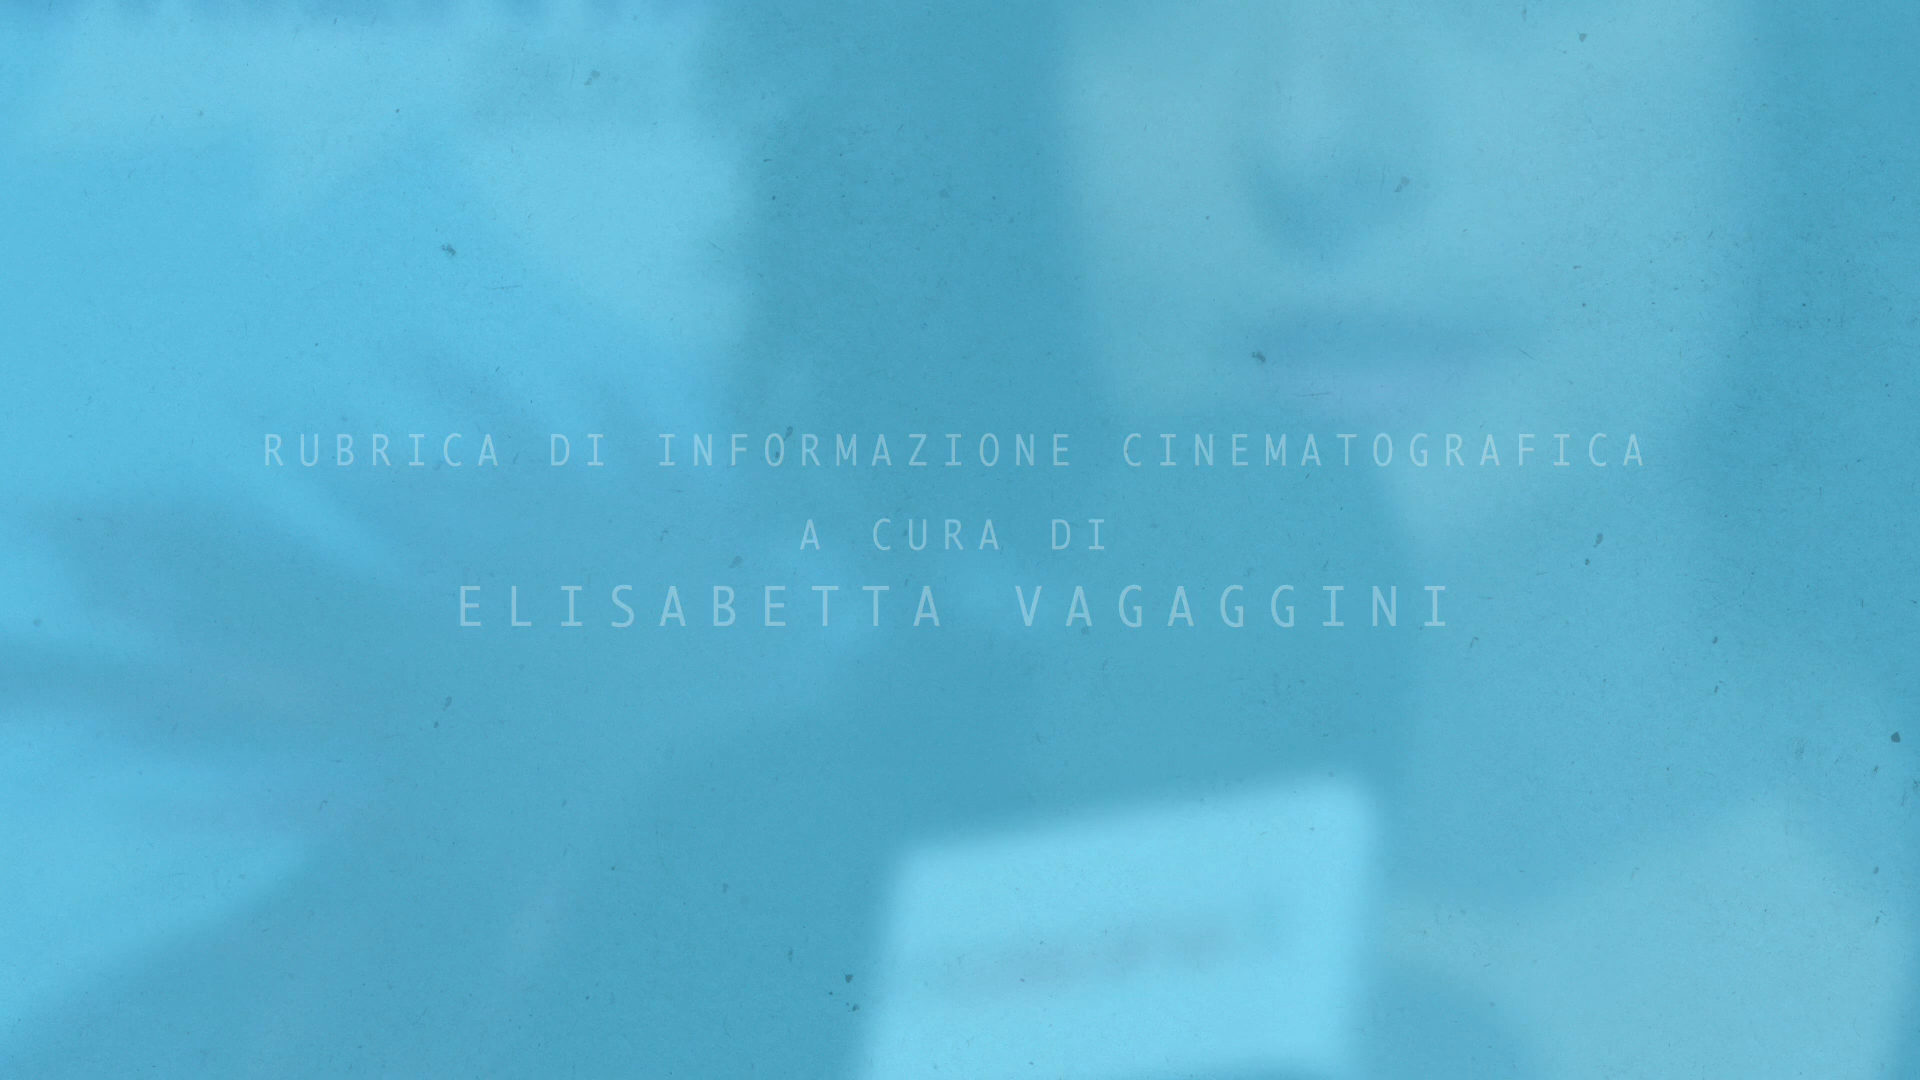 RUBRICA DI INFORMAZIONE CINEMATOGRAFICA
A CURA DI
ELISABETTA VAGAGGINI